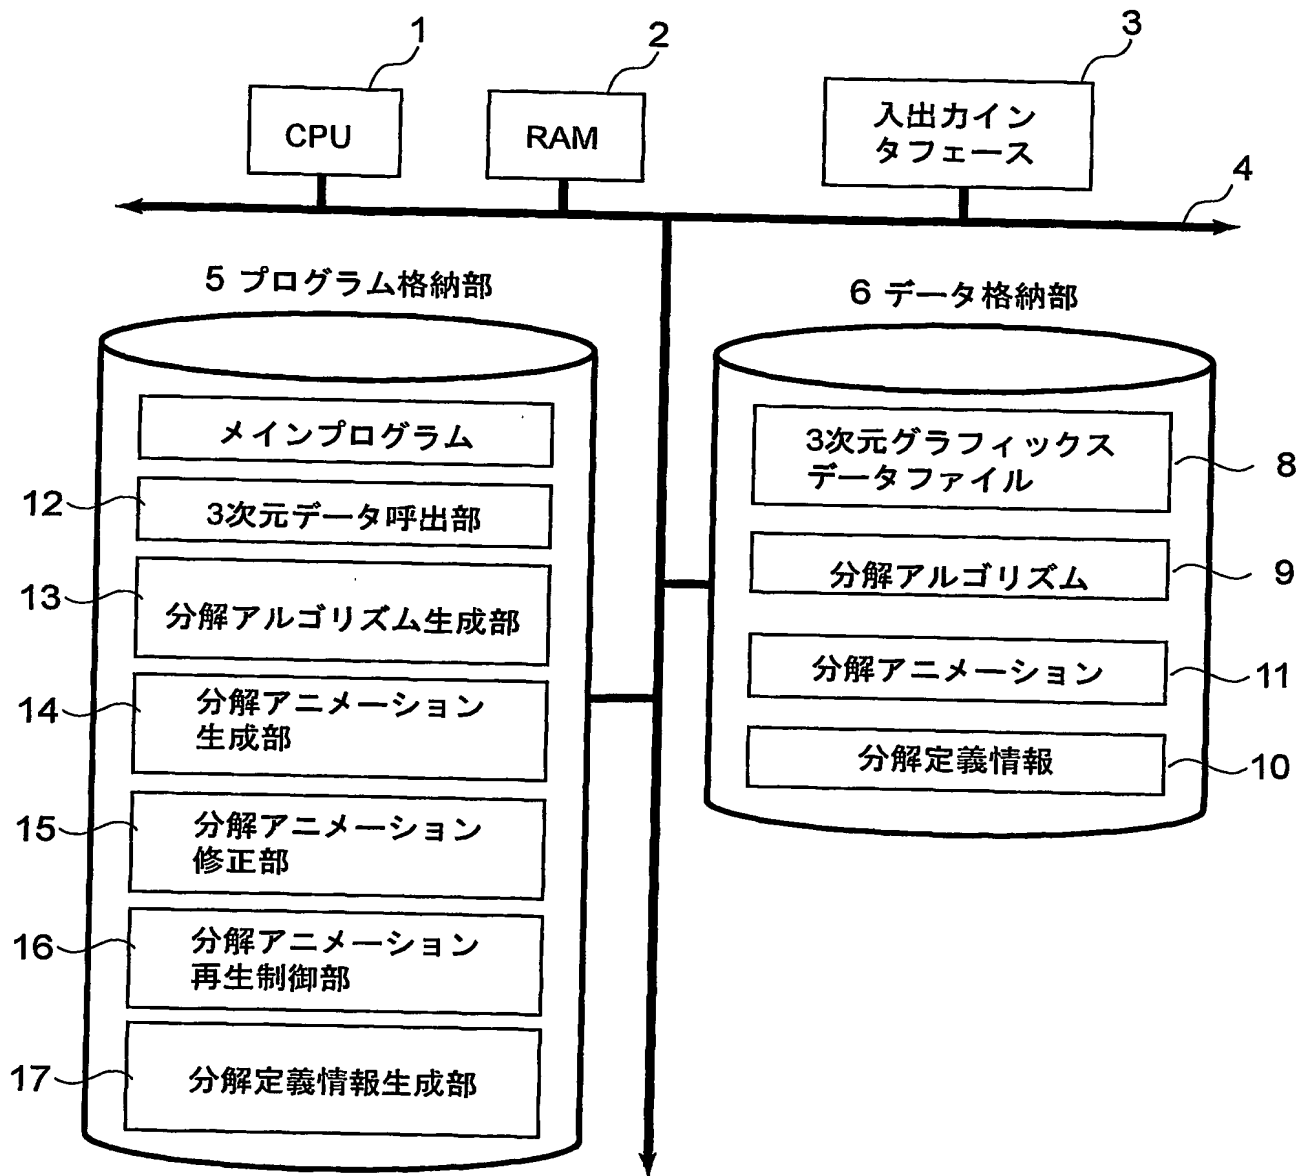 1
2
3
CPU
RAM
入出力イン
タフェース
4
5 プログラム格納部
メインプログラム
12
3次元データ呼出部
13
分解アルゴリズム生成部
14
分解アニメーション
生成部
15
分解アニメーション
修正部
16
分解アニメーション
再生制御部
17
分解定義情報生成部
6 データ格納部
3次元グラフィックス
データファイル
8
分解アルゴリズム
9
分解アニメーション
11
分解定義情報
10